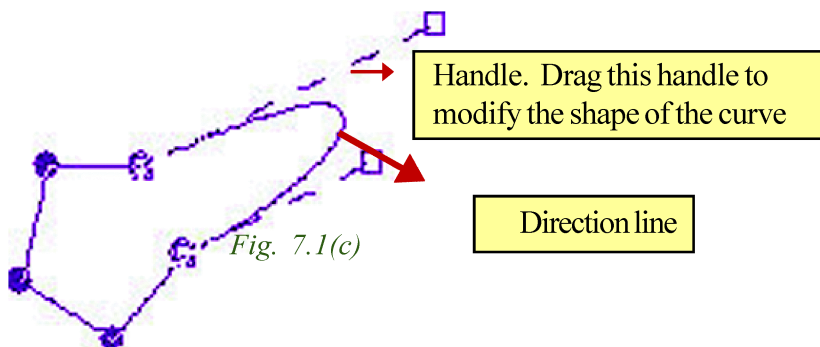 Handle. Drag this handle to
modify the shape of the curve
Direction line
Fig. 7.1(c)